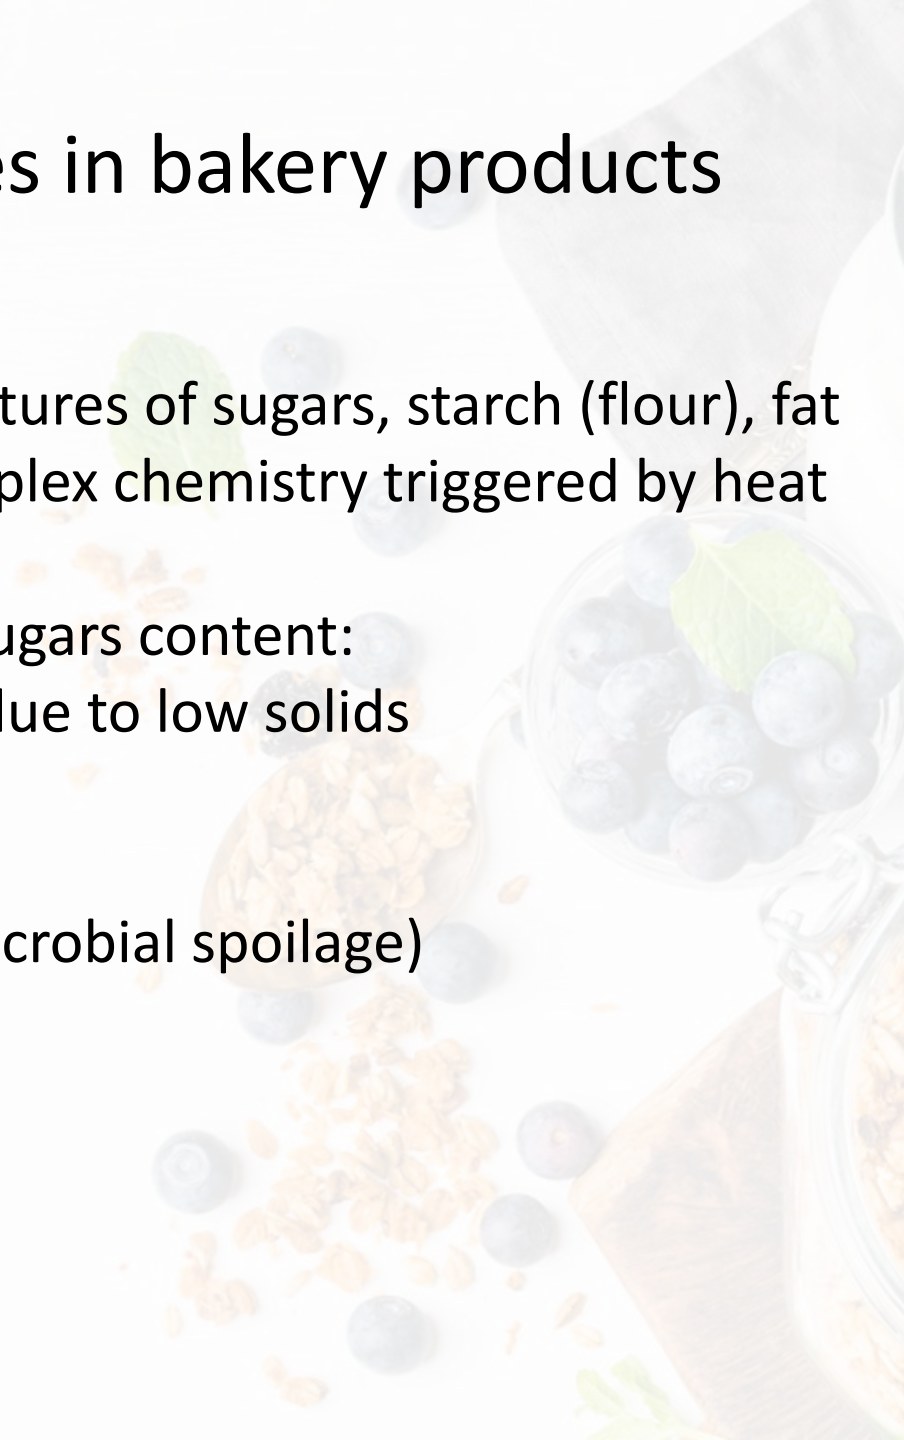 es in bakery products
tures of sugars, starch (flour), fat
plex chemistry triggered by heat
ugars content:
lue to low solids
crobial spoilage)